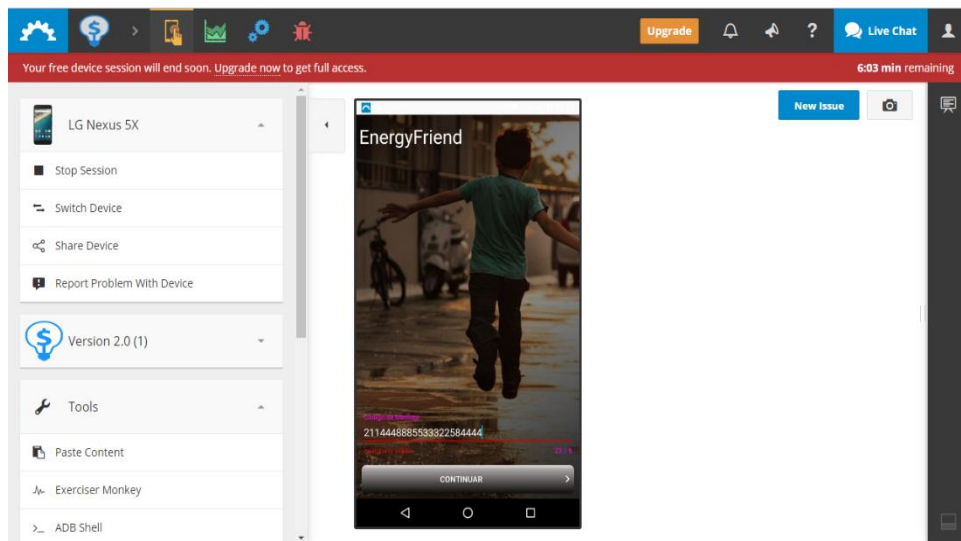 Upgrade
?
Live Chat
Your free device session will end soon. Upgrade now to get full access.
6:03 min remaining
LG Nexus 5X
Stop Session
Switch Device
Share Device
Report Problem With Device
Version 2.0 (1)
Tools
Paste Content
Exerciser Monkey
>_ ADB Shell
New Issue
EnergyFriend
CONTINUAR